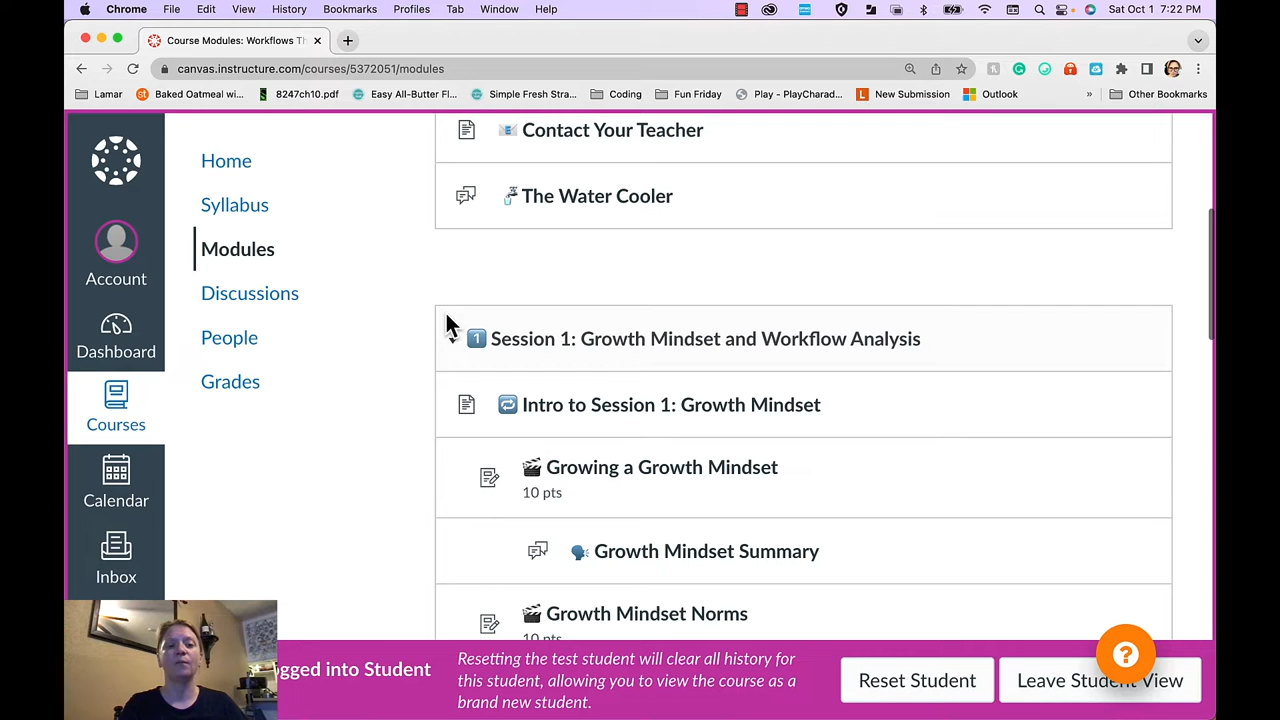 Chrome File Edit View History Bookmarks Profiles Tab Window Help Sat Oct 1 7:22 PM
Course Modules: Workflows Th
canvas.instructure.com/courses/5372051/modules
Lamar Baked Oatmeal wi... 8247ch10.pdf Easy All-Butter Fl... Simple Fresh Stra... Coding Fun Friday Play - PlayCharad... New Submission Outlook » Other Bookmarks
Account
Dashboard
Courses
Calendar
Inbox
Home
Syllabus
Modules
Discussions
People
Grades
Contact Your Teacher
The Water Cooler
1 Session 1: Growth Mindset and Workflow Analysis
Intro to Session 1: Growth Mindset
Growing a Growth Mindset
10 pts
Growth Mindset Summary
Growth Mindset Norms
10 pts
gged into Student
Resetting the test student will clear all history for
this student, allowing you to view the course as a
brand new student.
Reset Student
Leave Student View